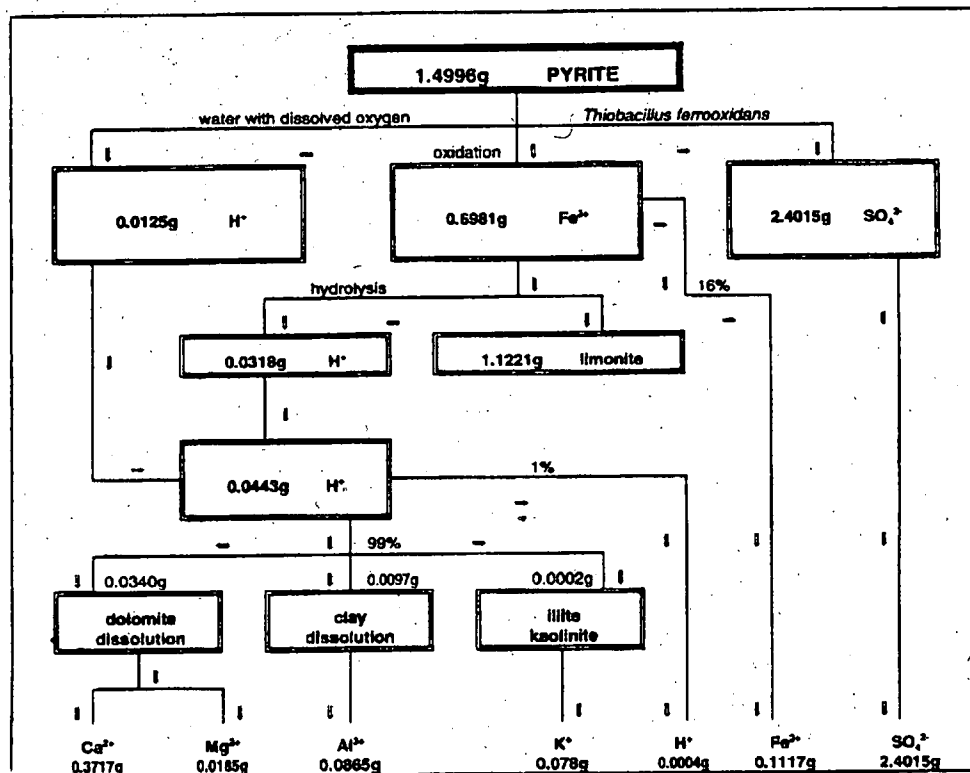 1.4996g PYRITE
water with dissolved oxygen
Thiobacillus ferrooxidans
oxidation
0.0125g H⁺
0.6981g Fe³⁺
2.4015g SO₄²⁻
16%
hydrolysis
0.0318g H⁺
1.1221g limonite
0.0443g H⁺
1%
99%
0.0340g
0.0097g
0.0002g
dolomite
dissolution
clay
dissolution
illite
kaolinite
Ca²⁺ Mg²⁺ Al³⁺ K⁺ H⁺ Fe³⁺ SO₄²⁻
0.3717g 0.0185g 0.0865g 0.078g 0.0004g 0.1117g 2.4015g